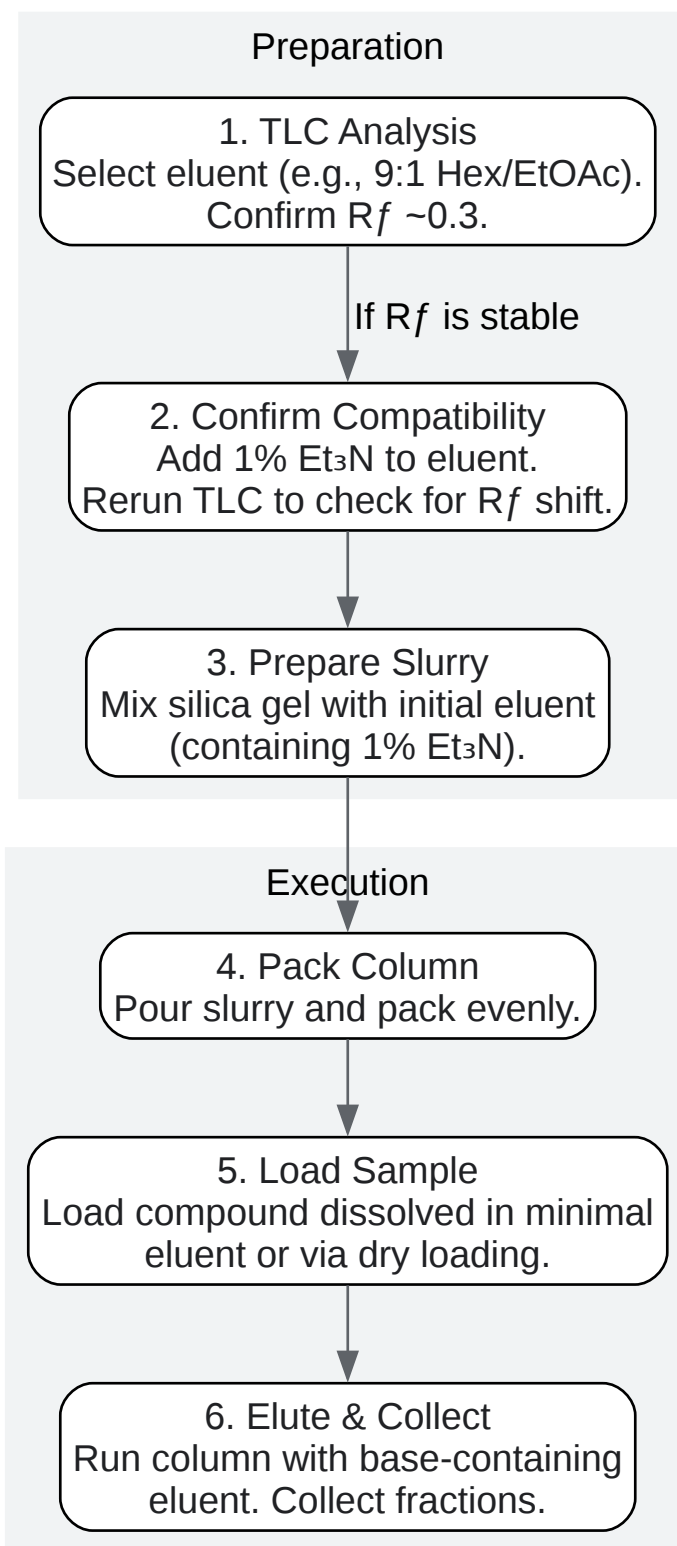 Preparation
1. TLC Analysis
Select eluent (e.g., 9:1 Hex/EtOAc).
Confirm Rƒ ~0.3.
If Rƒ is stable
2. Confirm Compatibility
Add 1% Et₃N to eluent.
Rerun TLC to check for Rƒ shift.
3. Prepare Slurry
Mix silica gel with initial eluent
(containing 1% Et₃N).
Execution
4. Pack Column
Pour slurry and pack evenly.
5. Load Sample
Load compound dissolved in minimal
eluent or via dry loading.
6. Elute & Collect
Run column with base-containing
eluent. Collect fractions.